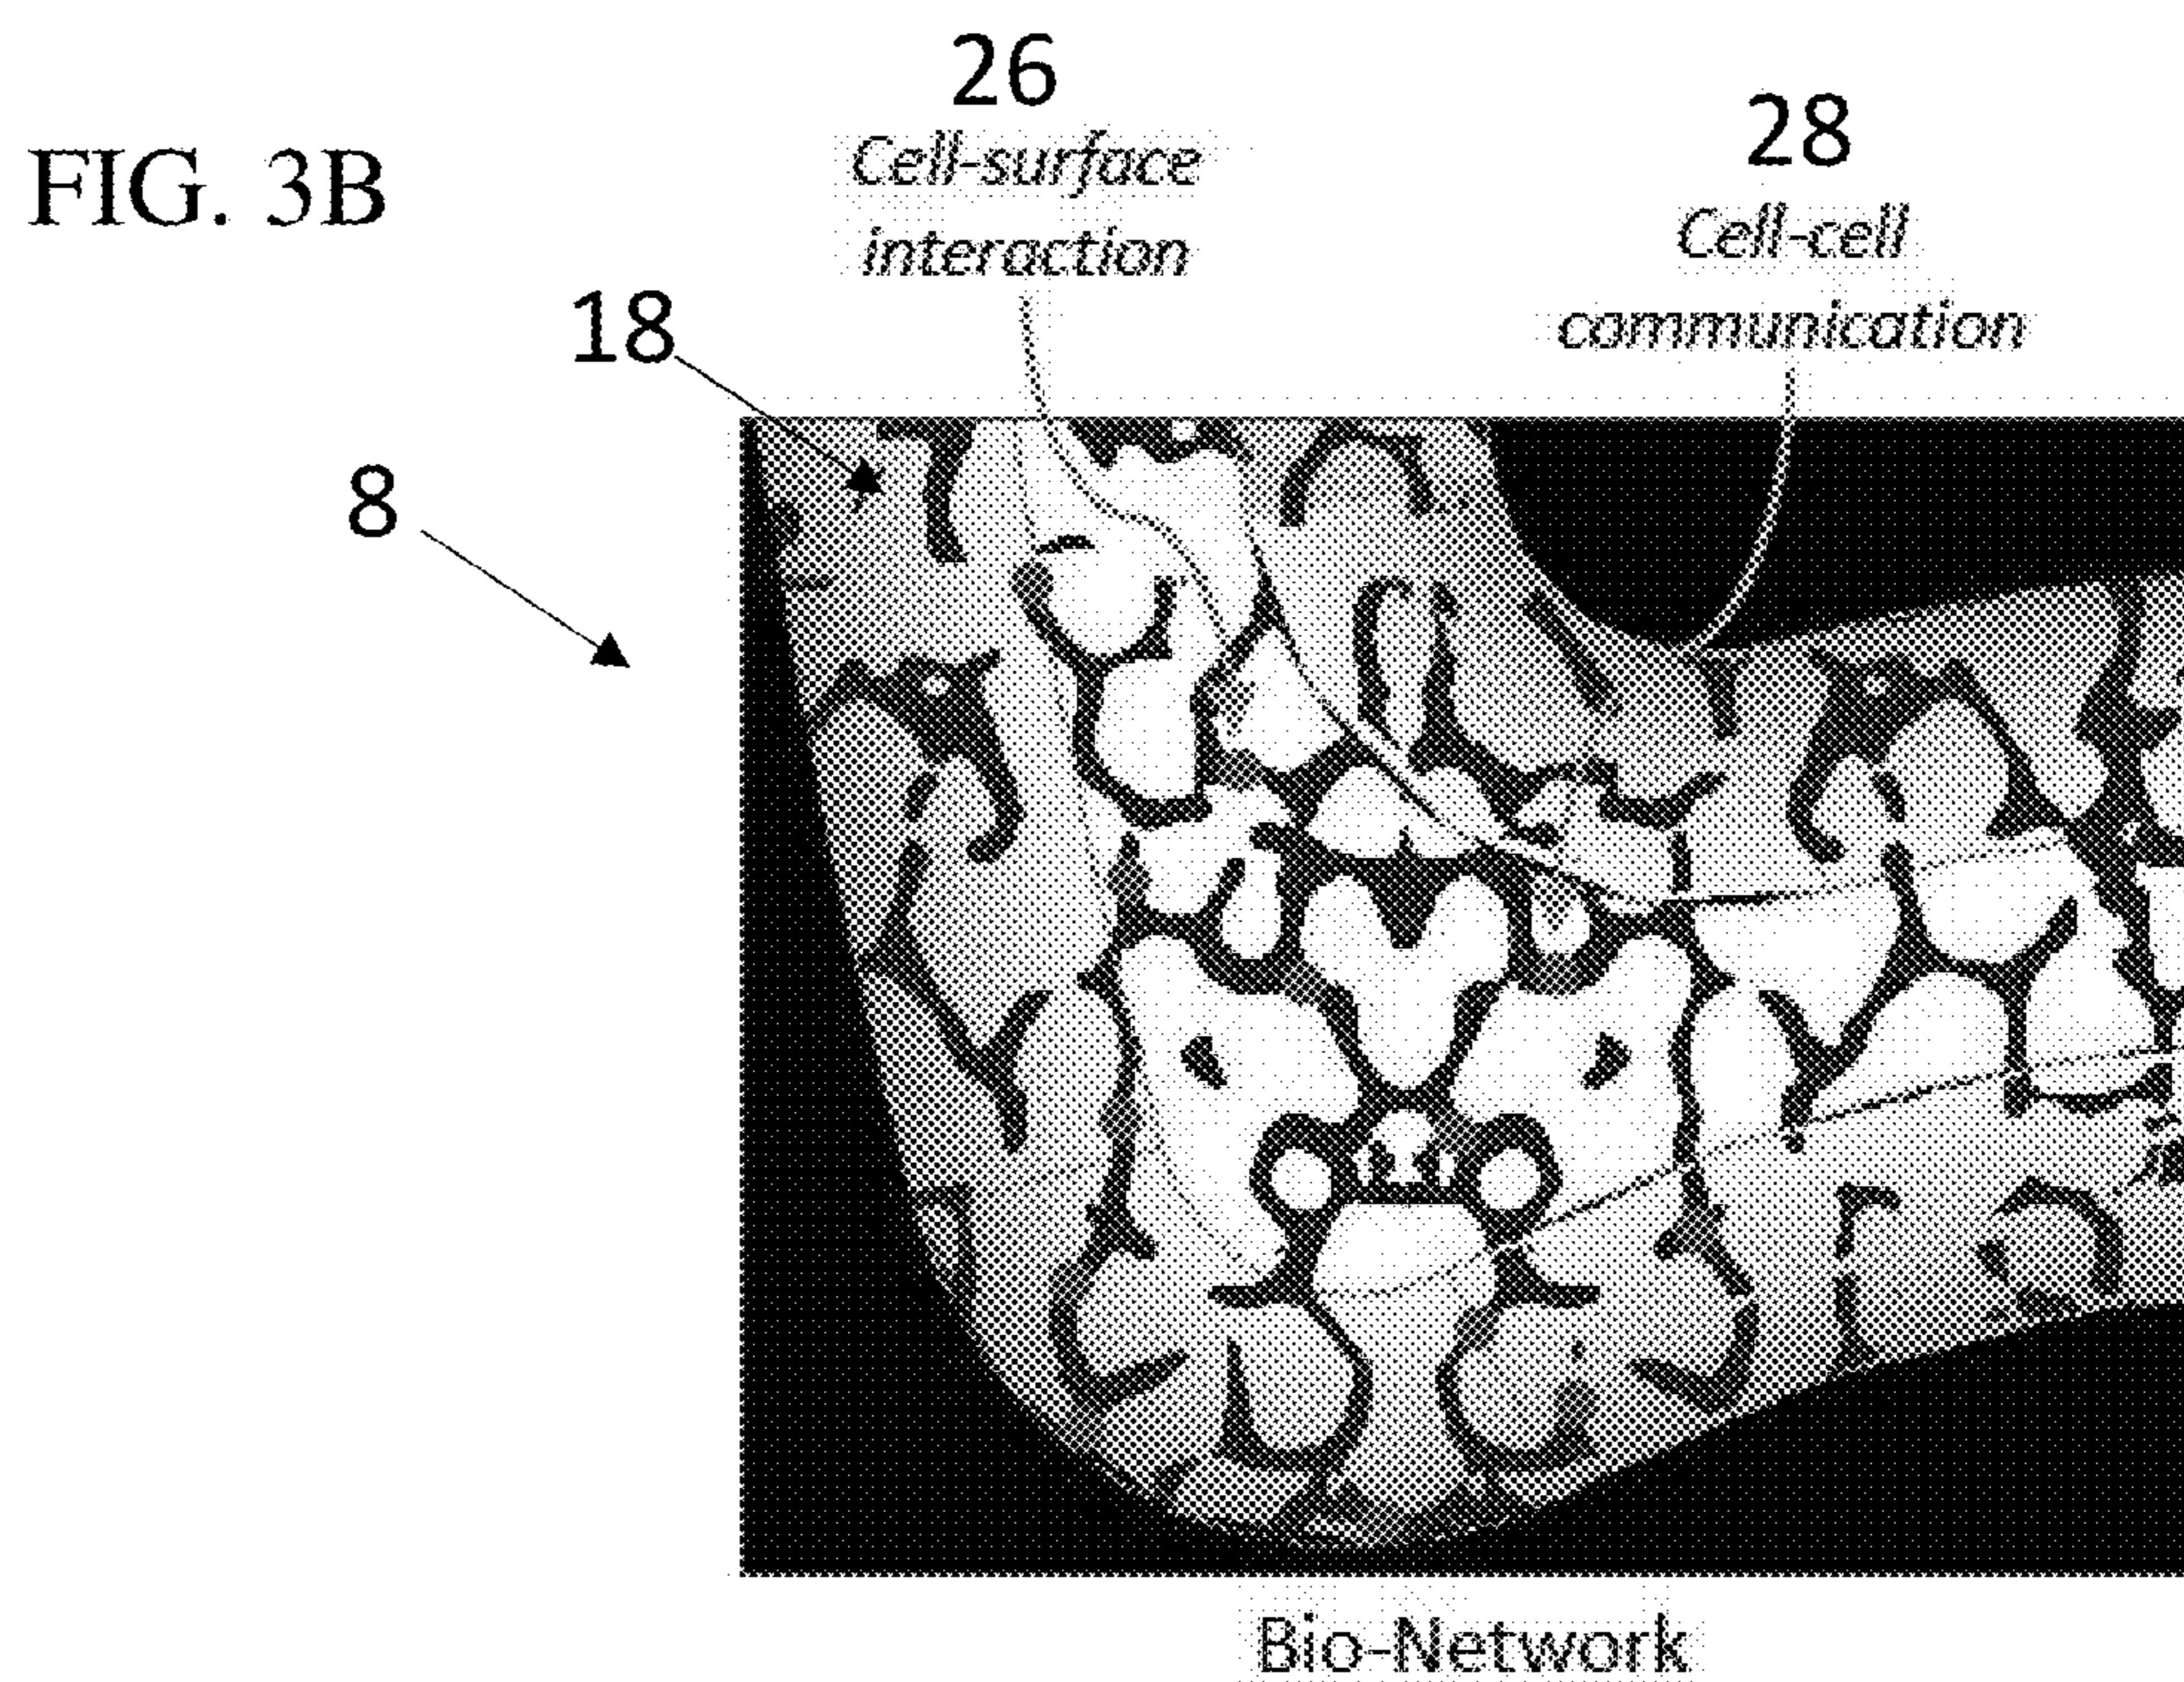 FIG. 3B
26
Cell-surface
interaction
28
Cell-cell
communication
18
8
Bio-Network